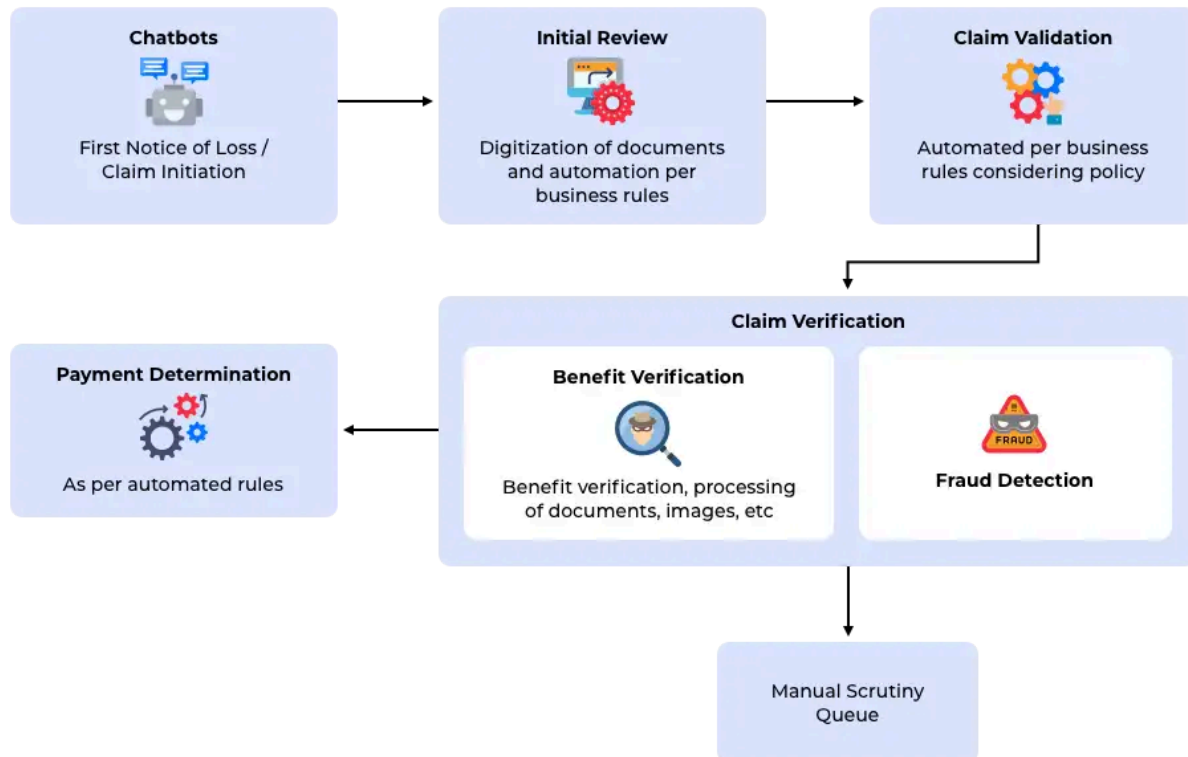 Chatbots
First Notice of Loss /
Claim Initiation
Initial Review
Digitization of documents
and automation per
business rules
Claim Validation
Automated per business
rules considering policy
Claim Verification
Benefit Verification
Benefit verification, processing
of documents, images, etc
FRAUD
Fraud Detection
Payment Determination
As per automated rules
Manual Scrutiny
Queue